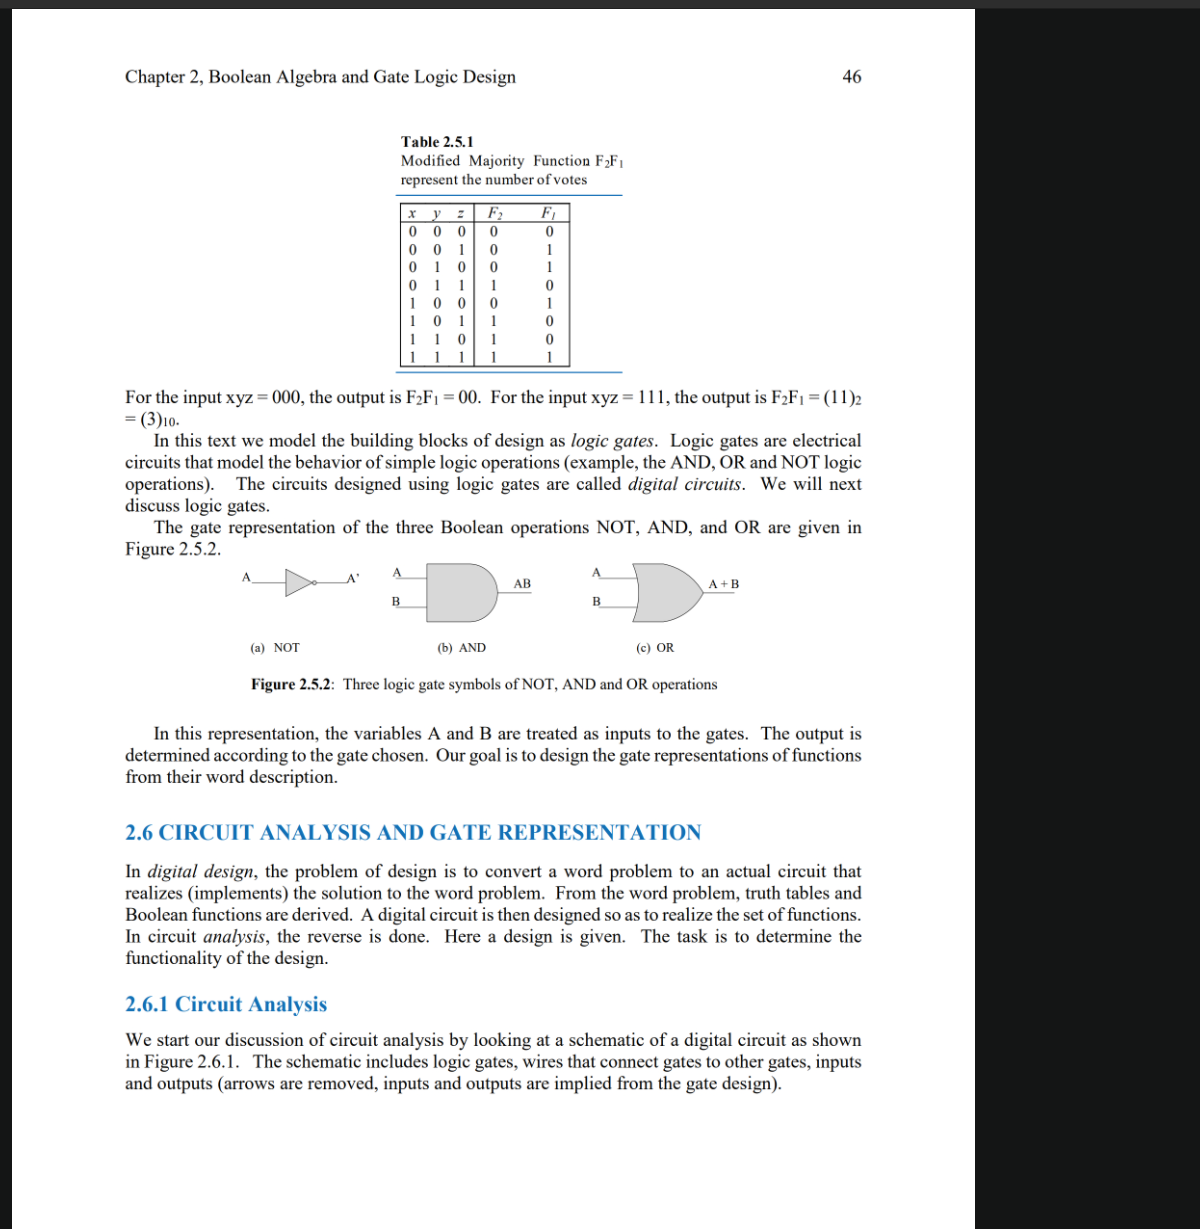 Chapter 2, Boolean Algebra and Gate Logic Design 46
Table 2.5.1
Modified Majority Function F₂F₁
represent the number of votes
x y z F₂ F₁
0 0 0 0 0
0 0 1 0 1
0 1 0 0 1
0 1 1 1 0
1 0 0 0 1
1 0 1 1 0
1 1 0 1 0
1 1 1 1 1
For the input xyz = 000, the output is F₂F₁ = 00. For the input xyz = 111, the output is F₂F₁ = (11)₂
= (3)₁₀.
In this text we model the building blocks of design as logic gates. Logic gates are electrical
circuits that model the behavior of simple logic operations (example, the AND, OR and NOT logic
operations). The circuits designed using logic gates are called digital circuits. We will next
discuss logic gates.
The gate representation of the three Boolean operations NOT, AND, and OR are given in
Figure 2.5.2.
A A' A B AB A B A + B
(a) NOT (b) AND (c) OR
Figure 2.5.2: Three logic gate symbols of NOT, AND and OR operations
In this representation, the variables A and B are treated as inputs to the gates. The output is
determined according to the gate chosen. Our goal is to design the gate representations of functions
from their word description.
2.6 CIRCUIT ANALYSIS AND GATE REPRESENTATION
In digital design, the problem of design is to convert a word problem to an actual circuit that
realizes (implements) the solution to the word problem. From the word problem, truth tables and
Boolean functions are derived. A digital circuit is then designed so as to realize the set of functions.
In circuit analysis, the reverse is done. Here a design is given. The task is to determine the
functionality of the design.
2.6.1 Circuit Analysis
We start our discussion of circuit analysis by looking at a schematic of a digital circuit as shown
in Figure 2.6.1. The schematic includes logic gates, wires that connect gates to other gates, inputs
and outputs (arrows are removed, inputs and outputs are implied from the gate design).